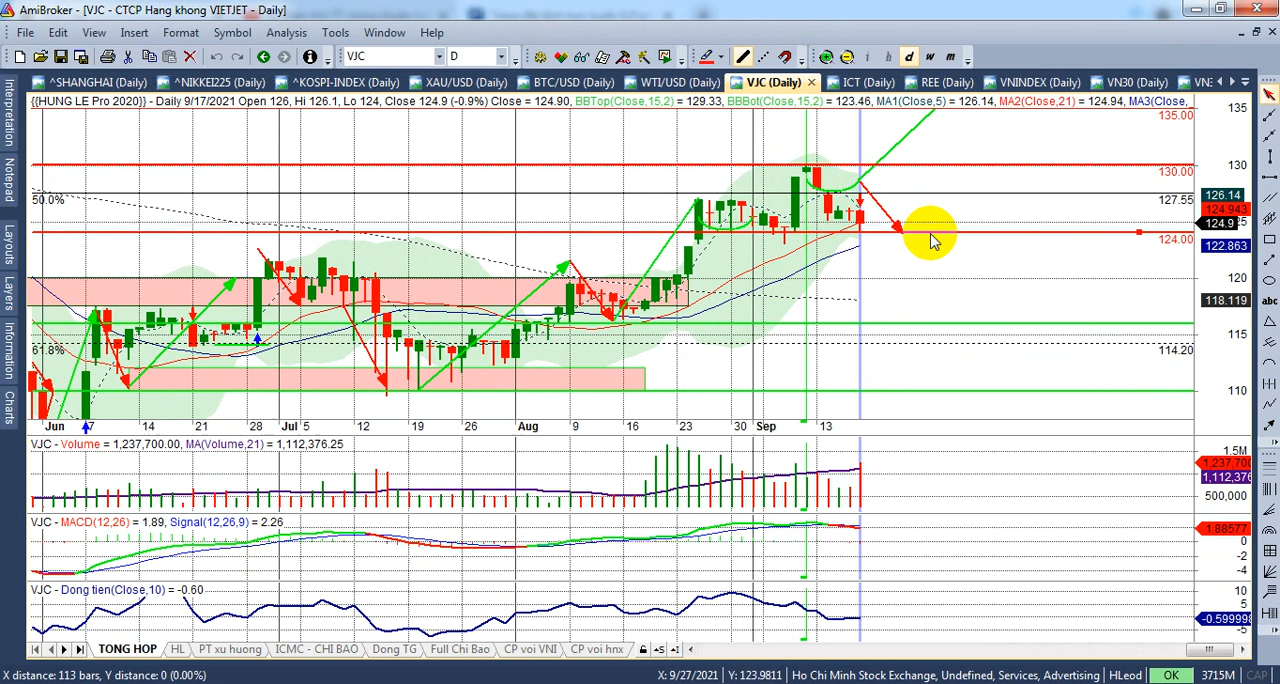 AmiBroker - [VJC - CTCP Hang khong VIETJET - Daily]
File Edit View Insert Format Symbol Analysis Tools Window Help
VJC D i h d w m
^SHANGHAI (Daily) ^NIKKEI225 (Daily) ^KOSPI-INDEX (Daily) XAU/USD (Daily) BTC/USD (Daily) WTI/USD (Daily) VJC (Daily) ICT (Daily) REE (Daily) VNINDEX (Daily) VN30 (Daily)
{{HUNG LE Pro 2020}} - Daily 9/17/2021 Open 126, Hi 126.1, Lo 124, Close 124.9 (-0.9%) Close = 124.90, BBTop(Close,15,2) = 129.33, BBBot(Close,15,2) = 123.46, MA1(Close,5) = 126.14, MA2(Close,21) = 124.94, MA3(Close,
Interpretation
Notepad
Layouts
Layers
Information
Charts
abc
135
135.00
130
130.00
50.0%
127.55
126.14
124.943
124.9
124.00
122.863
120
118.119
115
61.8%
114.20
110
Jun 7 14 21 28 Jul 5 12 19 26 Aug 9 16 23 30 Sep 13
VJC - Volume = 1,237,700.00, MA(Volume,21) = 1,112,376.25
1.5M
1,237,700
1,112,376
500,000
VJC - MACD(12,26) = 1.89, Signal(12,26,9) = 2.26
1.88577
0
-2
-4
VJC - Dong tien(Close,10) = -0.60
10
5
-0.599998
-5
TONG HOP HL PT xu huong ICMC - CHI BAO Dong TG Full Chi Bao CP voi VNI CP voi hnx
X distance: 113 bars, Y distance: 0 (0.00%) X: 9/27/2021 Y: 123.9811 Ho Chi Minh Stock Exchange, Undefined, Services, Advertising HLeod OK 3715M CAP